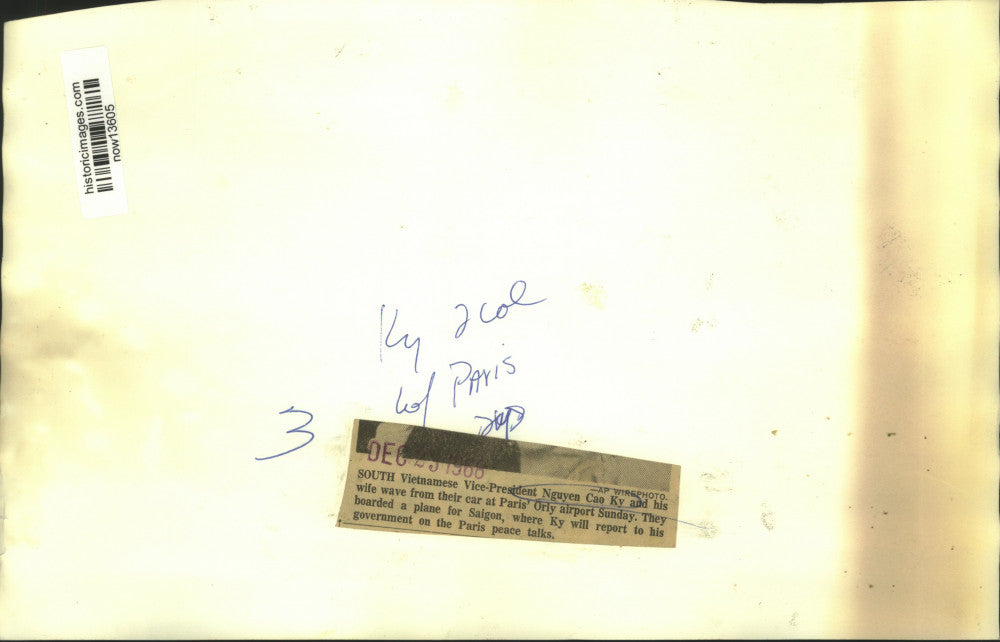 historicimages.com
now13605
Ky 2col
Paris
3
DEC 23 1968
AP WIREPHOTO.
SOUTH Vietnamese Vice-President Nguyen Cao Ky and his
wife wave from their car at Paris' Orly airport Sunday. They
boarded a plane for Saigon, where Ky will report to his
government on the Paris peace talks.